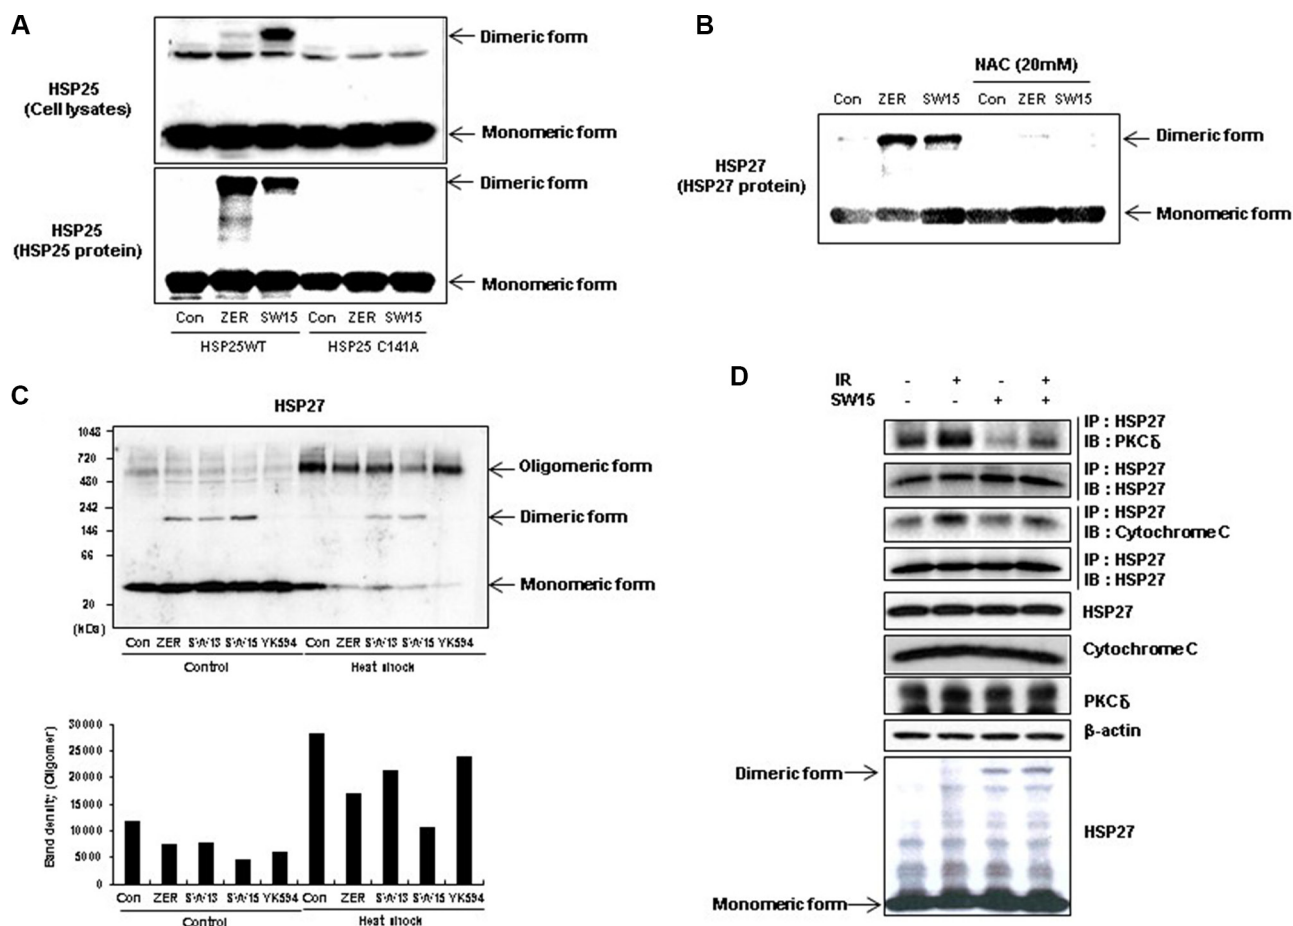 A
HSP25
(Cell lysates)
Dimeric form
Monomeric form
HSP25
(HSP25 protein)
Dimeric form
Monomeric form
Con ZER SW15 Con ZER SW15
HSP25WT HSP25 C141A
B
NAC (20mM)
Con ZER SW15 Con ZER SW15
HSP27
(HSP27 protein)
Dimeric form
Monomeric form
C
HSP27
1048
720
480
242
146
66
20
(kDa)
Oligomeric form
Dimeric form
Monomeric form
Con ZER SW13 SW15 YK594 Con ZER SW13 SW15 YK594
Control Heat shock
Band density (Oligomer)
30000
25000
20000
15000
10000
5000
0
Con ZER SW13 SW15 YK594 Con ZER SW13 SW15 YK594
Control Heat shock
D
IR - + - +
SW15 - - + +
IP : HSP27
IB : PKCδ
IP : HSP27
IB : HSP27
IP : HSP27
IB : Cytochrome C
IP : HSP27
IB : HSP27
HSP27
Cytochrome C
PKCδ
β-actin
Dimeric form
HSP27
Monomeric form